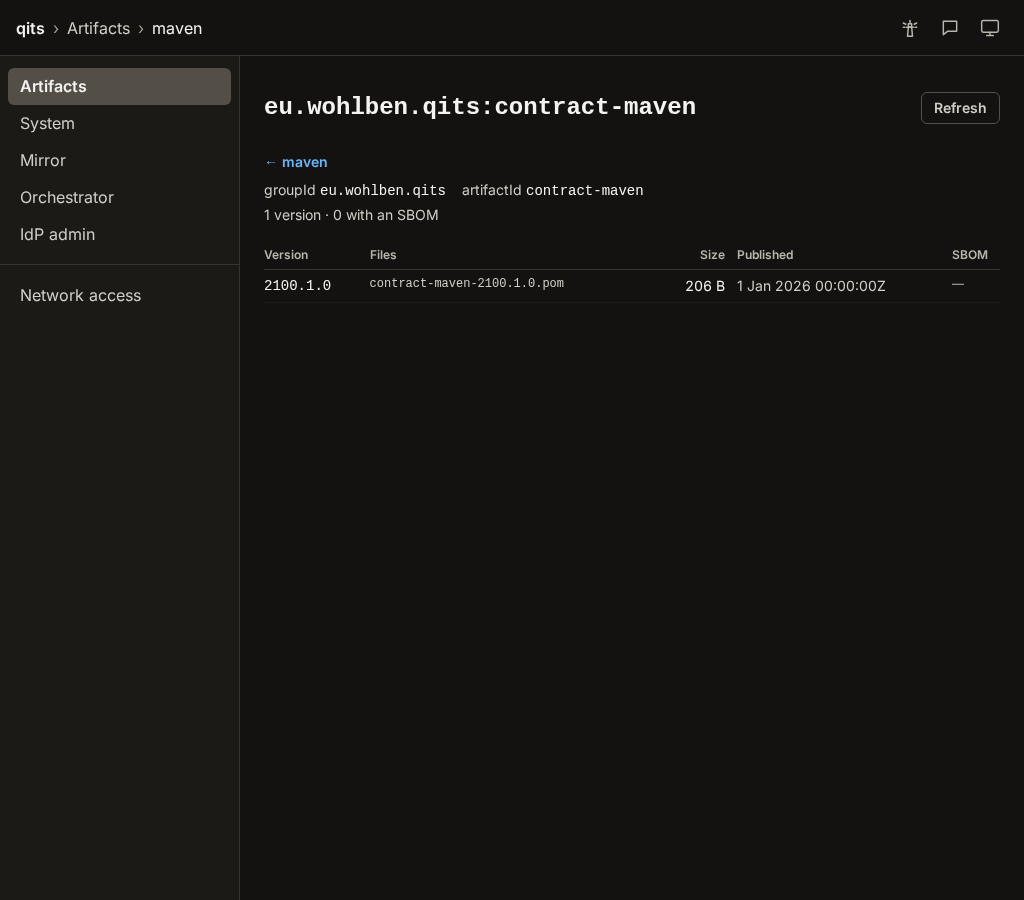 qits › Artifacts › maven
Artifacts
System
Mirror
Orchestrator
IdP admin
Network access
eu.wohlben.qits:contract-maven
Refresh
← maven
groupId eu.wohlben.qits artifactId contract-maven
1 version · 0 with an SBOM
Version Files Size Published SBOM
2100.1.0 contract-maven-2100.1.0.pom 206 B 1 Jan 2026 00:00:00Z —